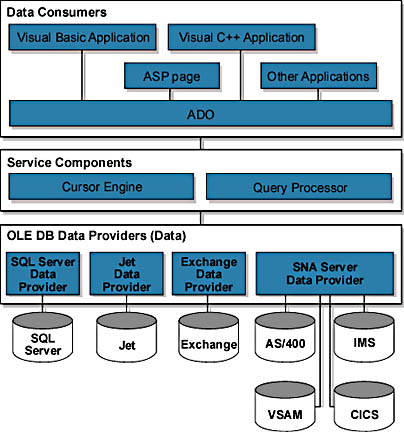 Data Consumers
Visual Basic Application
Visual C++ Application
ASP page
Other Applications
ADO
Service Components
Cursor Engine
Query Processor
OLE DB Data Providers (Data)
SQL Server
Data
Provider
Jet
Data
Provider
Exchange
Data
Provider
SNA Server
Data Provider
SQL
Server
Jet
Exchange
AS/400
IMS
VSAM
CICS